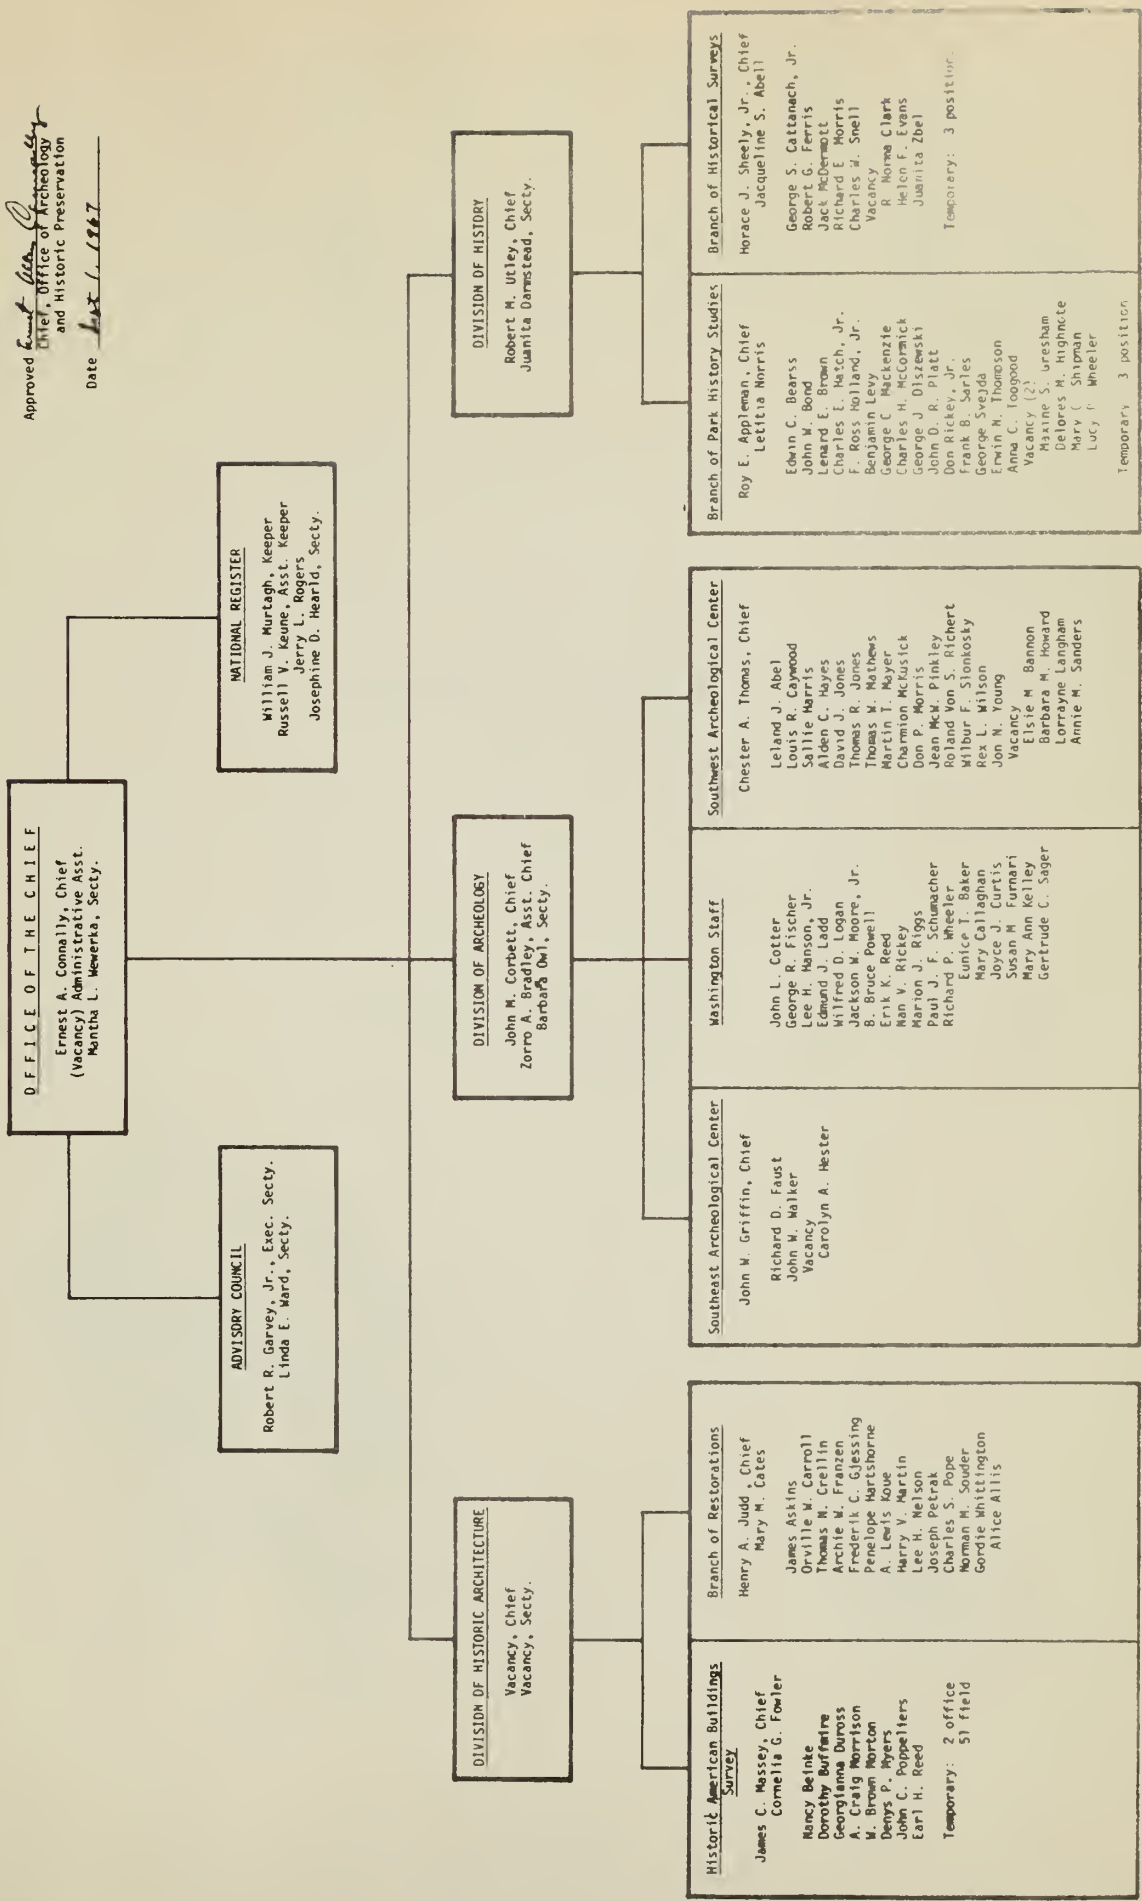 Approved
Chief, Office of Archeology
and Historic Preservation
Date 1, 1967
OFFICE OF THE CHIEF
Ernest A. Connally, Chief
(Vacancy) Administrative Asst.
Mantha L. Wewerka, Secty.
ADVISORY COUNCIL
Robert R. Garvey, Jr., Exec. Secty.
Linda E. Ward, Secty.
NATIONAL REGISTER
William J. Murtagh, Keeper
Russell V. Keune, Asst. Keeper
Jerry L. Rogers
Josephine D. Hearld, Secty.
DIVISION OF HISTORIC ARCHITECTURE
Vacancy, Chief
Vacancy, Secty.
DIVISION OF ARCHEOLOGY
John M. Corbett, Chief
Zorro A. Bradley, Asst. Chief
Barbara Owl, Secty.
DIVISION OF HISTORY
Robert M. Utley, Chief
Juanita Darmstead, Secty.
Historic American Buildings
Survey
James C. Massey, Chief
Cornelia G. Fowler
Nancy Beinke
Dorothy Buffmire
Georgianna Duross
A. Craig Morrison
W. Brown Morton
Denys P. Myers
John C. Poppeliers
Earl H. Reed
Temporary: 2 office
51 field
Branch of Restorations
Henry A. Judd, Chief
Mary M. Cates
James Askins
Orville W. Carroll
Thomas N. Crellin
Archie W. Franzen
Frederik C. Gjessing
Penelope Hartshorne
A. Lewis Koue
Harry V. Martin
Lee H. Nelson
Joseph Petrak
Charles S. Pope
Norman M. Souder
Gordie Whittington
Alice Allis
Southeast Archeological Center
John W. Griffin, Chief
Richard D. Faust
John W. Walker
Vacancy
Carolyn A. Hester
Washington Staff
John L. Cotter
George R. Fischer
Lee H. Hanson, Jr.
Edmund J. Ladd
Wilfred D. Logan
Jackson W. Moore, Jr.
B. Bruce Powell
Erik K. Reed
Nan V. Rickey
Marion J. Riggs
Paul J. F. Schumacher
Richard P. Wheeler
Eunice T. Baker
Mary Callaghan
Joyce J. Curtis
Susan M Furnari
Mary Ann Kelley
Gertrude C. Sager
Southwest Archeological Center
Chester A. Thomas, Chief
Leland J. Abel
Louis R. Caywood
Sallie Harris
Alden C. Hayes
David J. Jones
Thomas R. Jones
Thomas W. Mathews
Martin T. Mayer
Charmion McKusick
Don P. Morris
Jean McW. Pinkley
Roland von S. Richert
Wilbur F. Slonkosky
Rex L. Wilson
Jon N. Young
Vacancy
Elsie M Bannon
Barbara M. Howard
Lorrayne Langham
Annie M. Sanders
Branch of Park History Studies
Roy E. Appleman, Chief
Letitia Norris
Edwin C. Bearss
John W. Bond
Lenard E. Brown
Charles E. Hatch, Jr.
F. Ross Holland, Jr.
Benjamin Levy
George C Mackenzie
Charles H. McCormick
George J Olszewski
John D. R. Platt
Don Rickey, Jr.
Frank B. Sarles
George Svejda
Erwin N. Thompson
Anna C. Toogood
Vacancy (2)
Maxine S. Gresham
Delores M. Highnote
Mary C Shipman
Lucy Wheeler
Temporary 3 position
Branch of Historical Surveys
Horace J. Sheely, Jr., Chief
Jacqueline S. Abell
George S. Cattanach, Jr.
Robert G. Ferris
Jack McDermott
Richard E Morris
Charles W. Snell
Vacancy
R Norma Clark
Helen F. Evans
Juanita Zbel
Temporary: 3 position